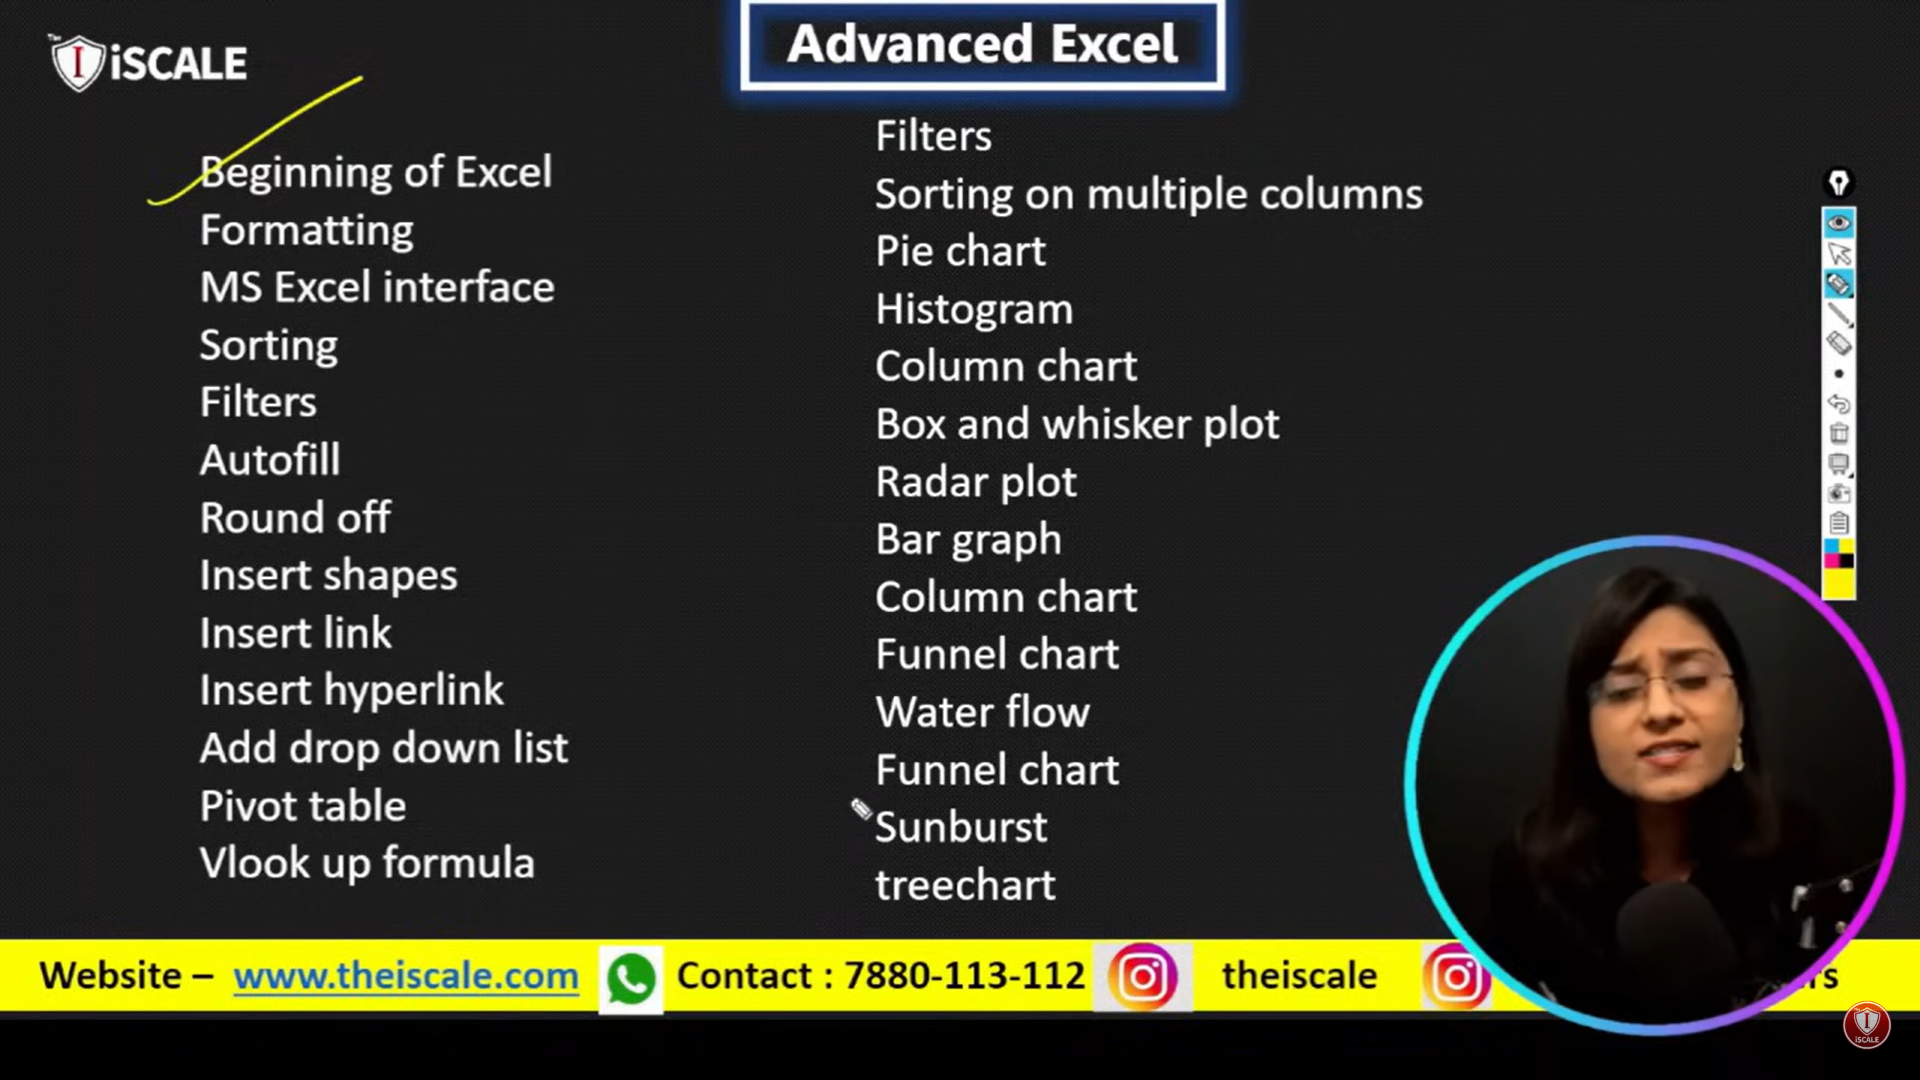 The
I iSCALE
Advanced Excel
Beginning of Excel
Formatting
MS Excel interface
Sorting
Filters
Autofill
Round off
Insert shapes
Insert link
Insert hyperlink
Add drop down list
Pivot table
Vlook up formula
Filters
Sorting on multiple columns
Pie chart
Histogram
Column chart
Box and whisker plot
Radar plot
Bar graph
Column chart
Funnel chart
Water flow
Funnel chart
Sunburst
treechart
Website – www.theiscale.com Contact : 7880-113-112 theiscale
I
iSCALE